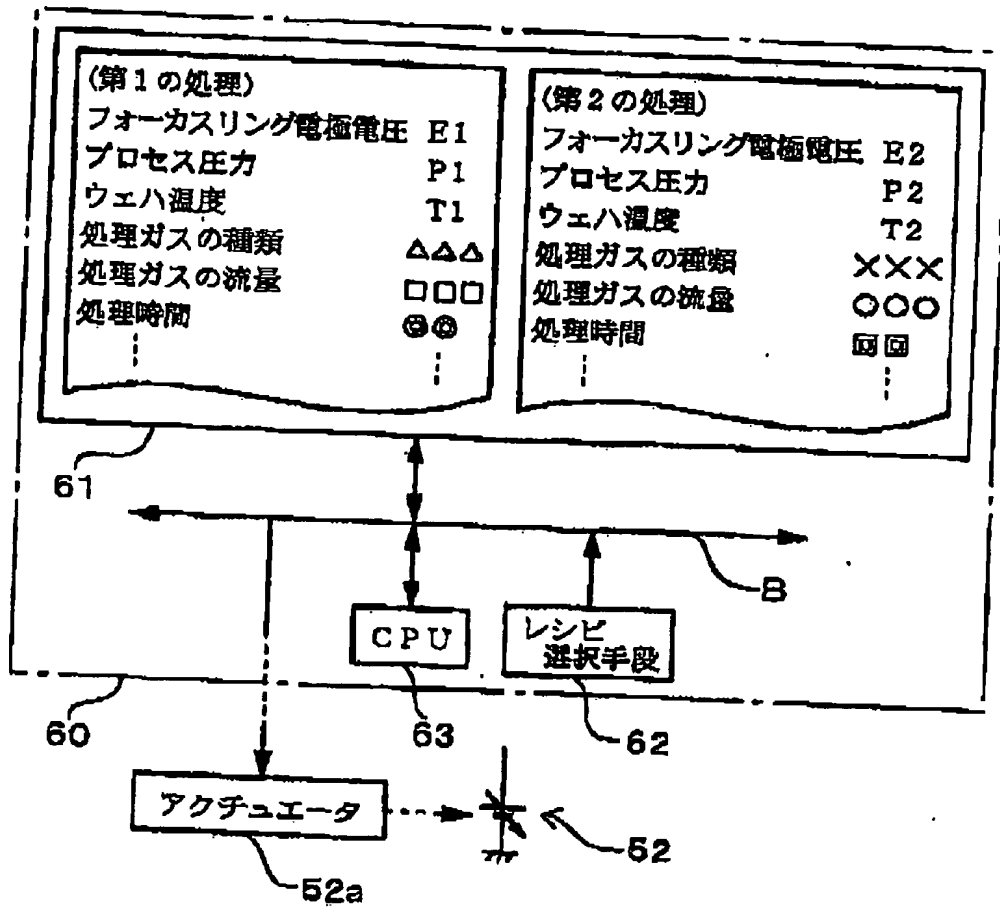 (第1の処理)
フォーカスリング電極電圧 E1
プロセス圧力 P1
ウェハ温度 T1
処理ガスの種類 △△△
処理ガスの流量 □□□
処理時間 ◎◎
(第2の処理)
フォーカスリング電極電圧 E2
プロセス圧力 P2
ウェハ温度 T2
処理ガスの種類 ×××
処理ガスの流量 ○○○
処理時間 回回
61
B
CPU
レシピ
選択手段
60
63
62
アクチュエータ
52
52a